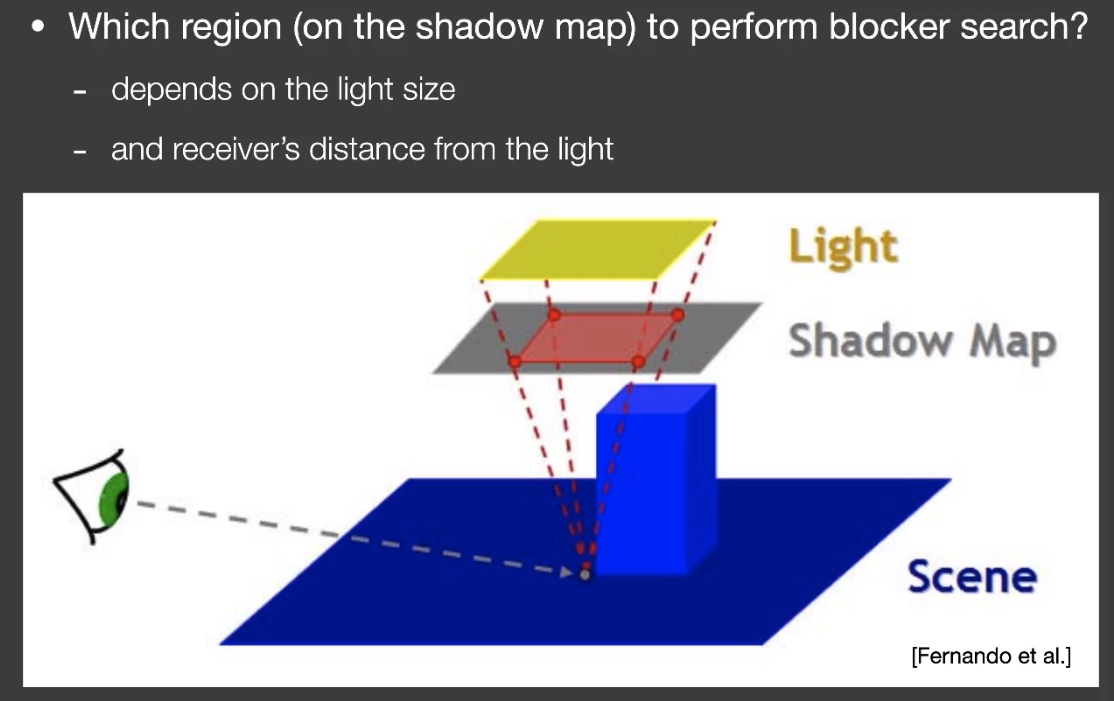 • Which region (on the shadow map) to perform blocker search?
- depends on the light size
- and receiver’s distance from the light
Light
Shadow Map
Scene
[Fernando et al.]